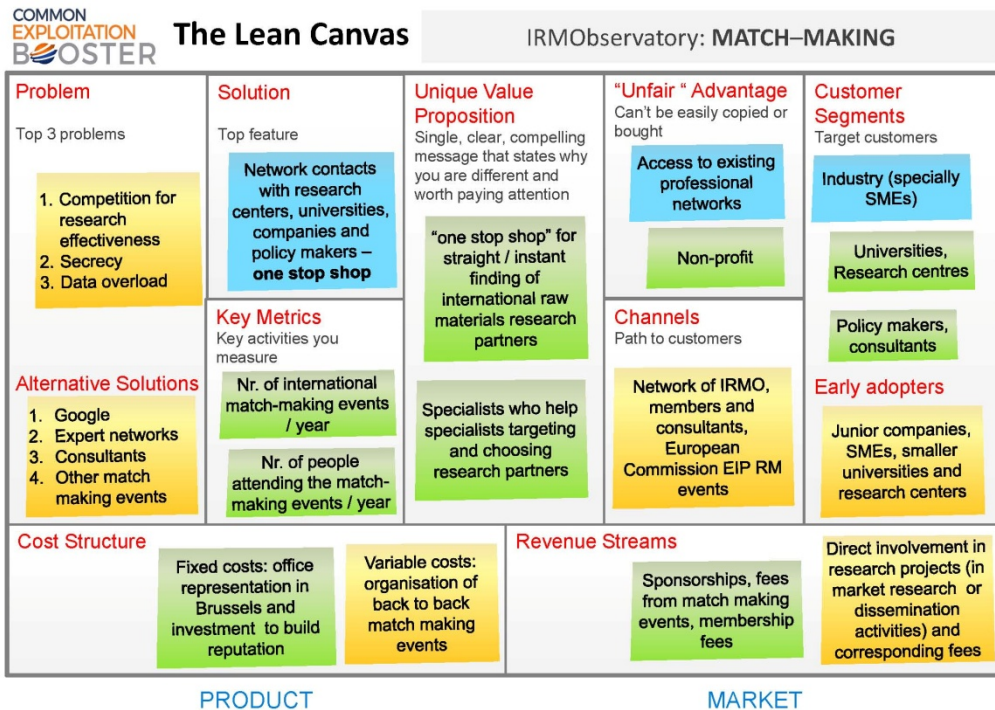 COMMON
EXPLOITATION
BOOSTER
The Lean Canvas
IRMObservatory: MATCH–MAKING
Problem
Top 3 problems
1. Competition for
research
effectiveness
2. Secrecy
3. Data overload
Alternative Solutions
1. Google
2. Expert networks
3. Consultants
4. Other match
making events
Solution
Top feature
Network contacts
with research
centers, universities,
companies and
policy makers –
one stop shop
Key Metrics
Key activities you
measure
Nr. of international
match-making events
/ year
Nr. of people
attending the match-
making events / year
Unique Value
Proposition
Single, clear, compelling
message that states why
you are different and
worth paying attention
“one stop shop” for
straight / instant
finding of
international raw
materials research
partners
Specialists who help
specialists targeting
and choosing
research partners
"Unfair “ Advantage
Can’t be easily copied or
bought
Access to existing
professional
networks
Non-profit
Channels
Path to customers
Network of IRMO,
members and
consultants,
European
Commission EIP RM
events
Customer
Segments
Target customers
Industry (specially
SMEs)
Universities,
Research centres
Policy makers,
consultants
Early adopters
Junior companies,
SMEs, smaller
universities and
research centers
Cost Structure
Fixed costs: office
representation in
Brussels and
investment to build
reputation
Variable costs:
organisation of
back to back
match making
events
Revenue Streams
Sponsorships, fees
from match making
events, membership
fees
Direct involvement in
research projects (in
market research or
dissemination
activities) and
corresponding fees
PRODUCT
MARKET